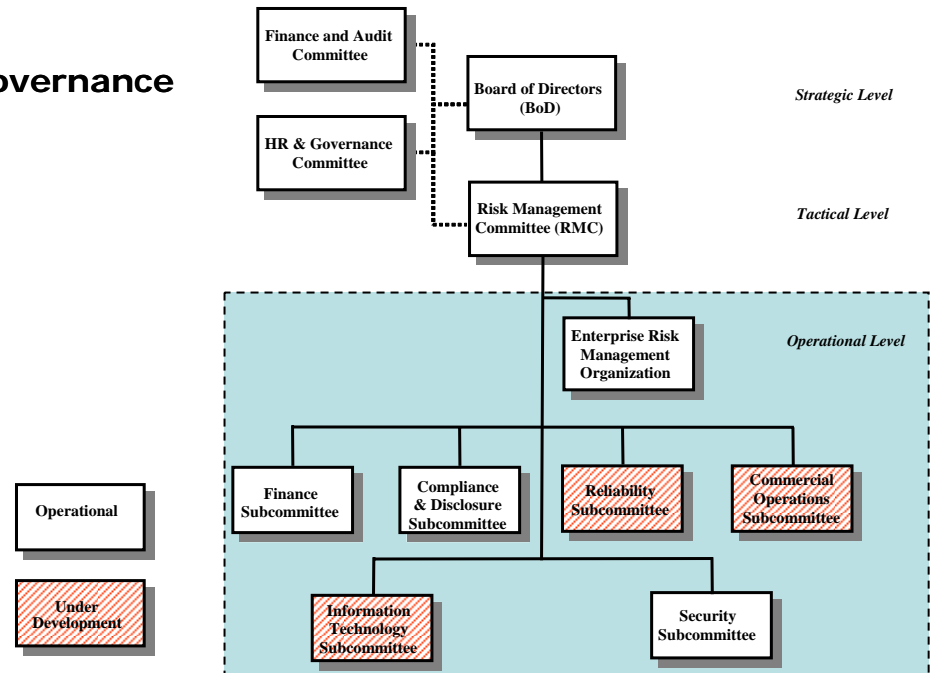 overnance
Finance and Audit
Committee
Board of Directors
(BoD)
Strategic Level
HR & Governance
Committee
Risk Management
Committee (RMC)
Tactical Level
Enterprise Risk
Management
Organization
Operational Level
Finance
Subcommittee
Compliance
& Disclosure
Subcommittee
Reliability
Subcommittee
Commercial
Operations
Subcommittee
Operational
Under
Development
Information
Technology
Subcommittee
Security
Subcommittee